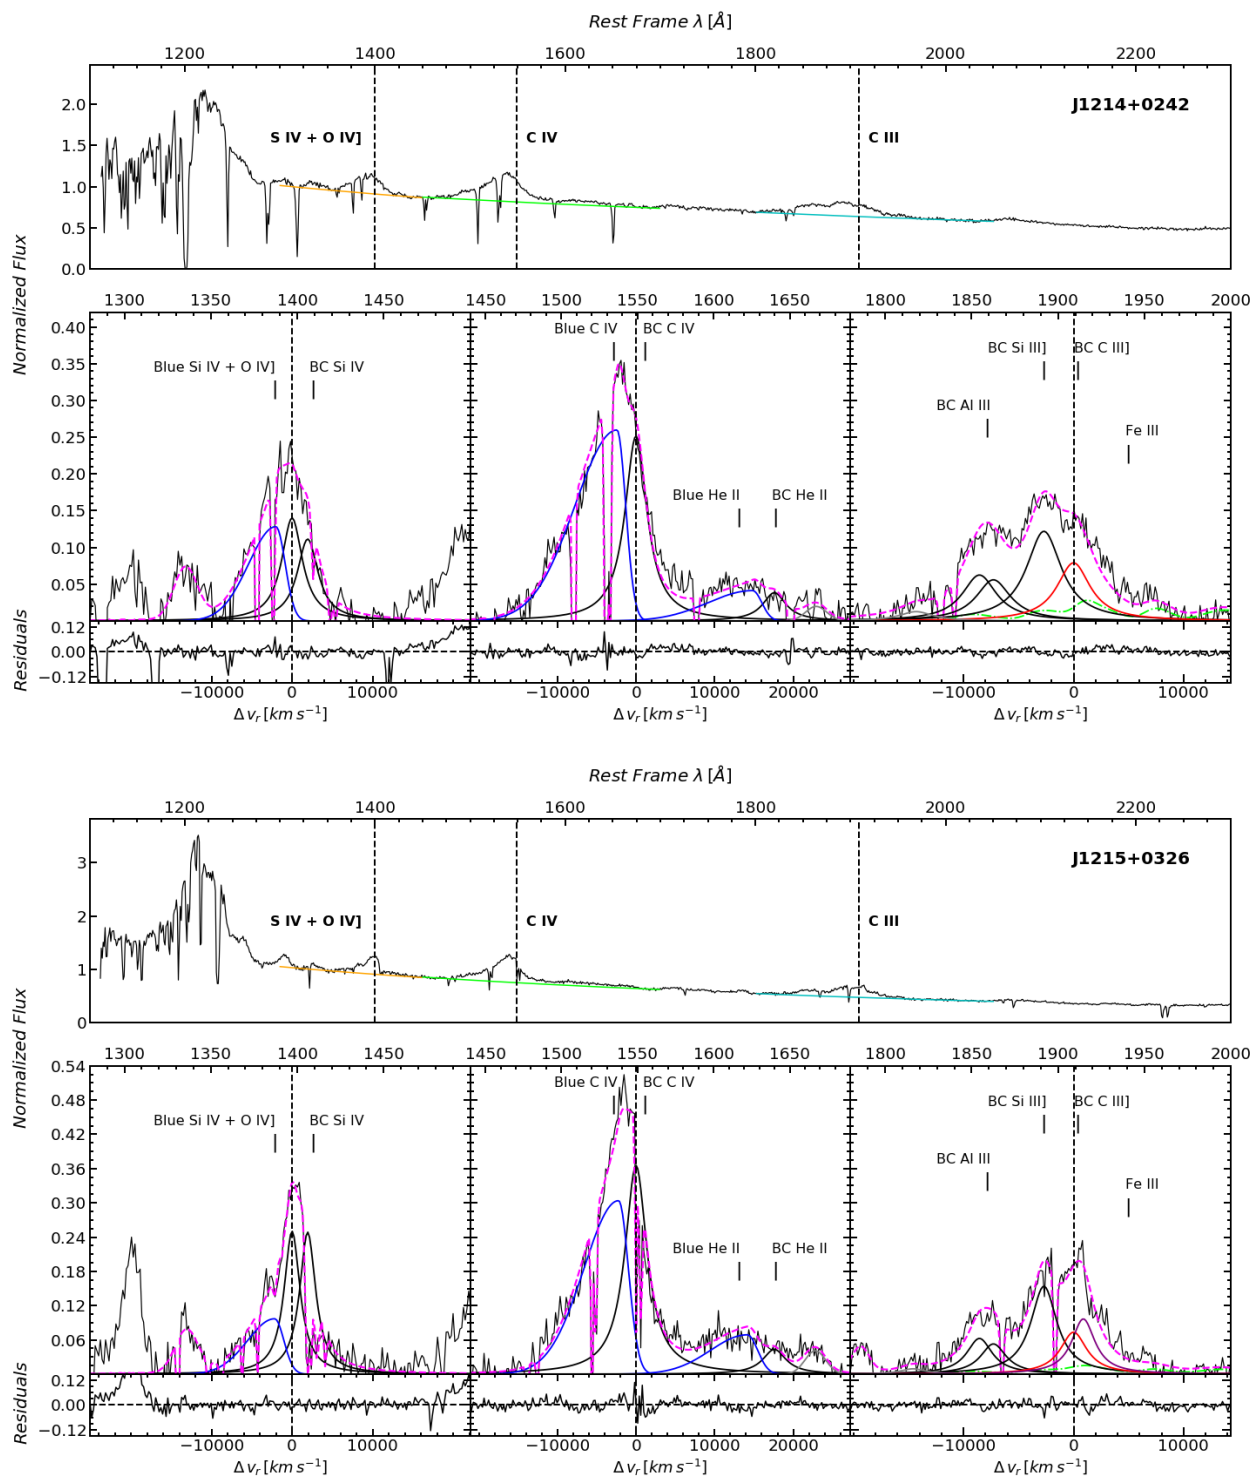 Rest Frame λ [Å]
1200 1400 1600 1800 2000 2200
J1214+0242
S IV + O IV] C IV C III
2.0
1.5
1.0
0.5
0.0
Normalized Flux
1300 1350 1400 1450 1450 1500 1550 1600 1650 1800 1850 1900 1950 2000
0.40
0.35
0.30
0.25
0.20
0.15
0.10
0.05
Blue C IV BC C IV
Blue Si IV + O IV] BC Si IV
BC Si III] BC C III]
BC Al III
Fe III
Blue He II BC He II
Residuals
0.12
0.00
−0.12
−10000 0 10000 −10000 0 10000 20000 −10000 0 10000
Δ v_r [km s⁻¹] Δ v_r [km s⁻¹] Δ v_r [km s⁻¹]
Rest Frame λ [Å]
1200 1400 1600 1800 2000 2200
J1215+0326
S IV + O IV] C IV C III
3
2
1
0
Normalized Flux
1300 1350 1400 1450 1450 1500 1550 1600 1650 1800 1850 1900 1950 2000
0.54
0.48
0.42
0.36
0.30
0.24
0.18
0.12
0.06
Blue C IV BC C IV
Blue Si IV + O IV] BC Si IV
BC Si III] BC C III]
BC Al III
Fe III
Blue He II BC He II
Residuals
0.12
0.00
−0.12
−10000 0 10000 −10000 0 10000 20000 −10000 0 10000
Δ v_r [km s⁻¹] Δ v_r [km s⁻¹] Δ v_r [km s⁻¹]